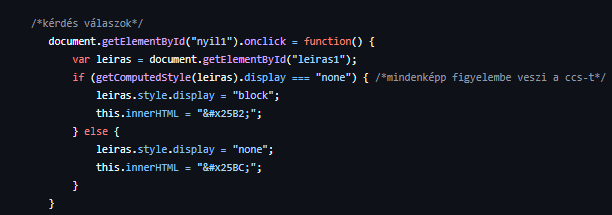 /*kérdés válaszok*/
document.getElementById("nyil1").onclick = function() {
var leiras = document.getElementById("leiras1");
if (getComputedStyle(leiras).display === "none") { /*mindenképp figyelembe veszi a ccs-t*/
leiras.style.display = "block";
this.innerHTML = "&#x25B2;";
} else {
leiras.style.display = "none";
this.innerHTML = "&#x25BC;";
}
}